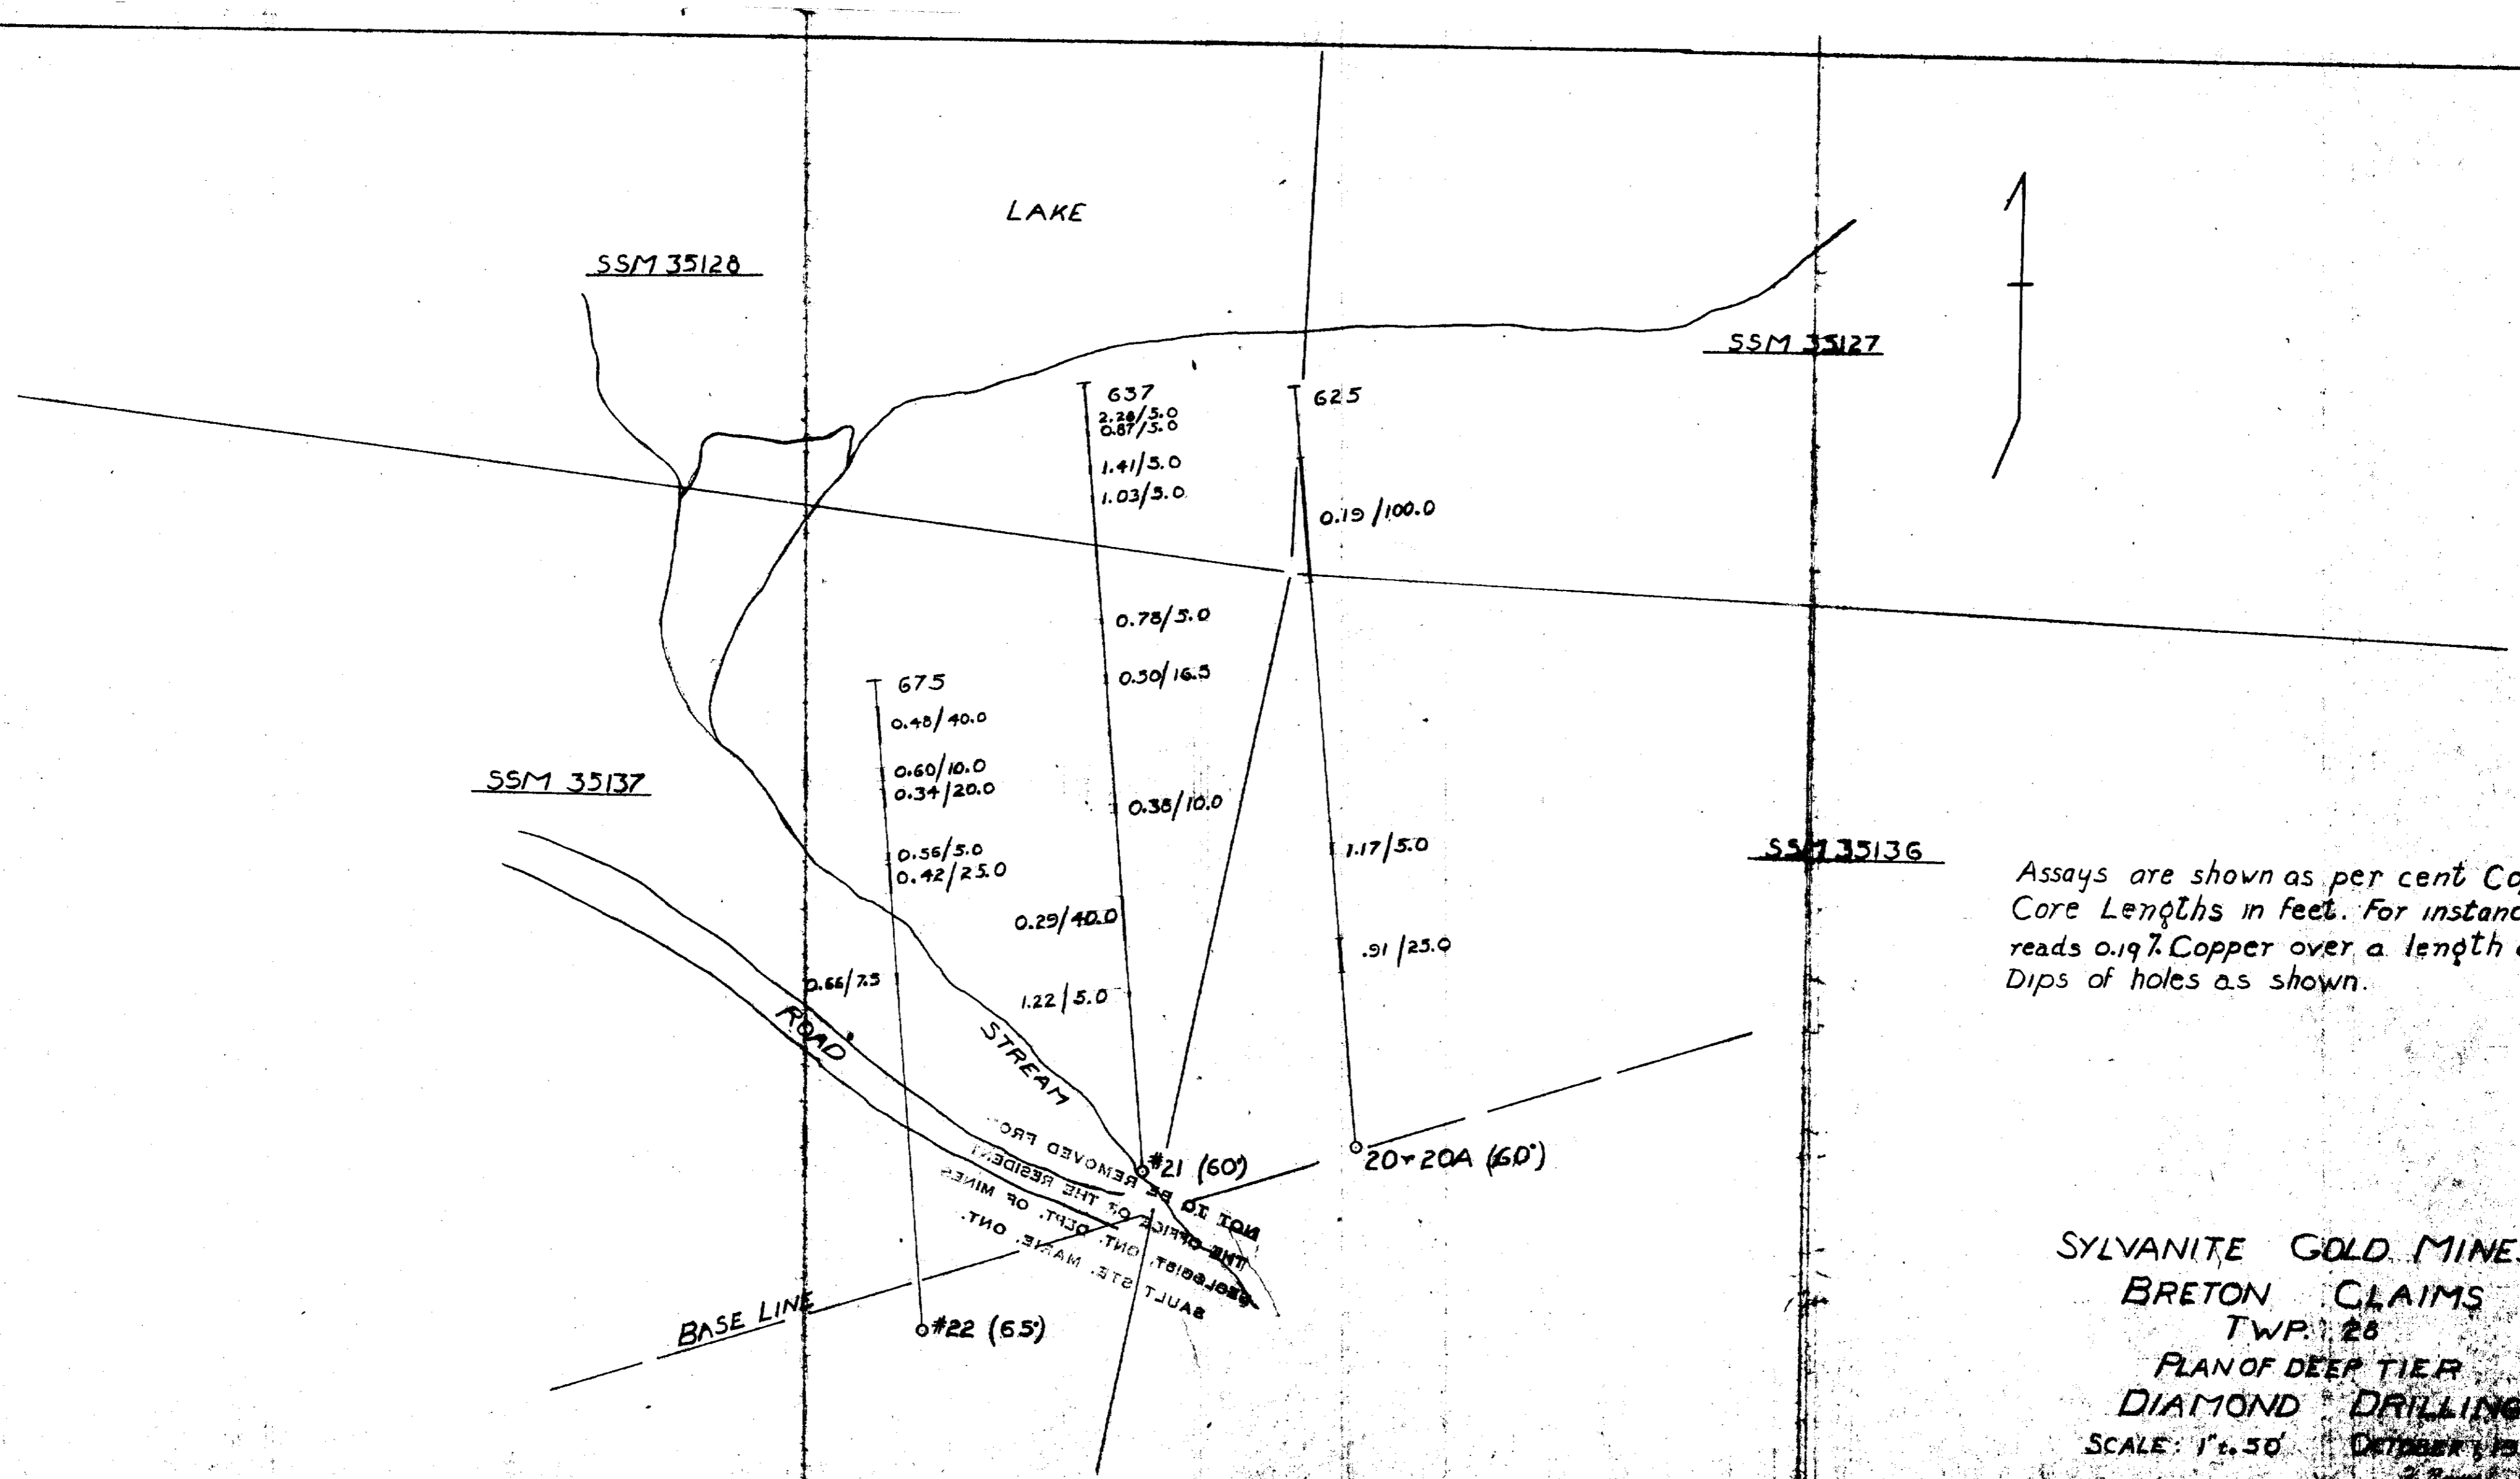 LAKE
SSM 35128
SSM 35127
637
2.28/5.0
0.87/5.0
1.41/5.0
1.03/5.0
625
0.19/100.0
0.78/5.0
0.30/16.5
675
0.48/40.0
0.60/10.0
0.34/20.0
0.56/5.0
0.42/25.0
SSM 35137
0.38/10.0
1.17/5.0
SSM 35136
Assays are shown as per cent Co
Core Lengths in feet. For instanc
reads 0.19%. Copper over a length
Dips of holes as shown.
0.29/40.0
.91/25.0
0.66/7.5
1.22/5.0
ROAD
STREAM
#21 (60°)
20+20A (60°)
NOT TO BE REMOVED FRO
THE OFFICE OF THE RESIDENT
GEOLOGIST, ONT. DEPT. OF MINES
SAULT STE. MARIE, ONT.
BASE LINE
#22 (65°)
SYLVANITE GOLD MINE
BRETON CLAIMS
TWP. 28
PLAN OF DEEP TIER
DIAMOND DRILLING
SCALE: 1" to 50' OCTOBER